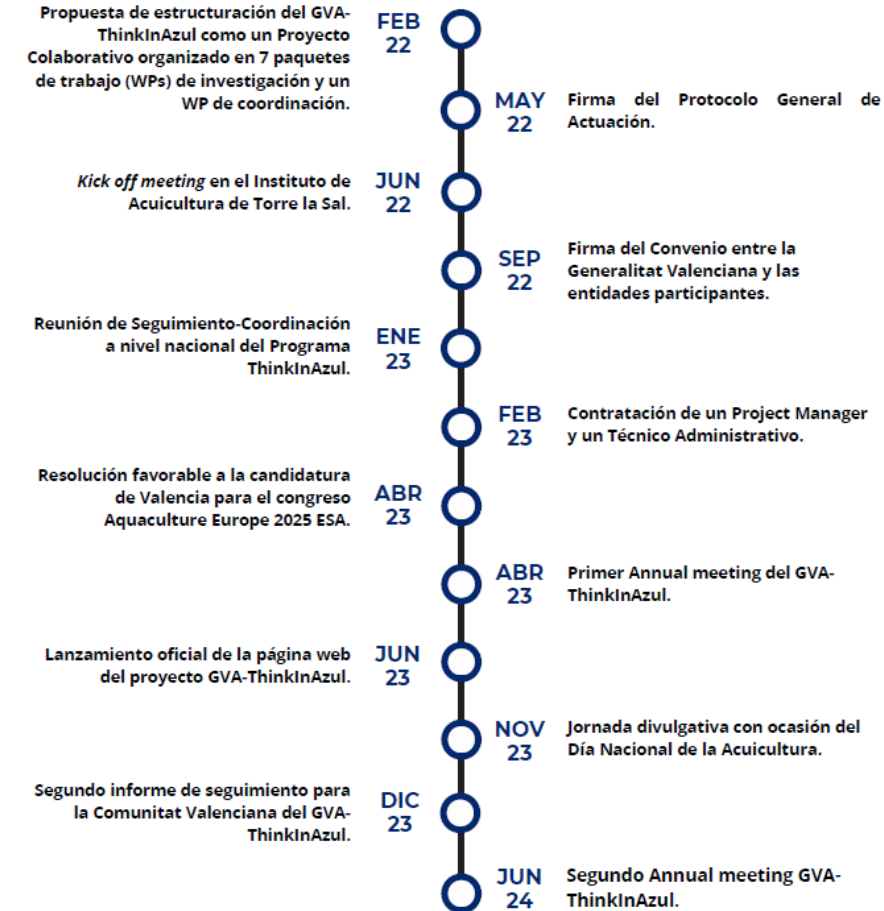 Propuesta de estructuración del GVA-
ThinkInAzul como un Proyecto
Colaborativo organizado en 7 paquetes
de trabajo (WPs) de investigación y un
WP de coordinación.
FEB
22
MAY
22
Firma del Protocolo General de
Actuación.
Kick off meeting en el Instituto de
Acuicultura de Torre la Sal.
JUN
22
SEP
22
Firma del Convenio entre la
Generalitat Valenciana y las
entidades participantes.
Reunión de Seguimiento-Coordinación
a nivel nacional del Programa
ThinkInAzul.
ENE
23
FEB
23
Contratación de un Project Manager
y un Técnico Administrativo.
Resolución favorable a la candidatura
de Valencia para el congreso
Aquaculture Europe 2025 ESA.
ABR
23
ABR
23
Primer Annual meeting del GVA-
ThinkInAzul.
Lanzamiento oficial de la página web
del proyecto GVA-ThinkInAzul.
JUN
23
NOV
23
Jornada divulgativa con ocasión del
Día Nacional de la Acuicultura.
Segundo informe de seguimiento para
la Comunitat Valenciana del GVA-
ThinkInAzul.
DIC
23
JUN
24
Segundo Annual meeting GVA-
ThinkInAzul.